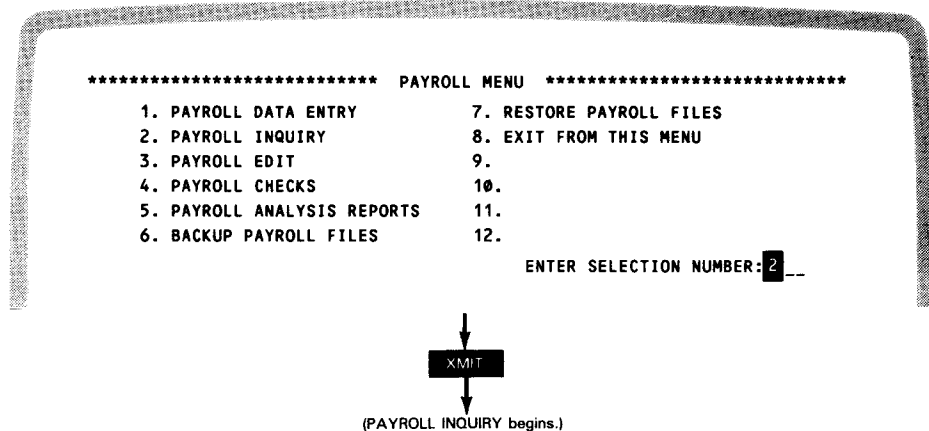 ***************************** PAYROLL MENU ******************************
1. PAYROLL DATA ENTRY 7. RESTORE PAYROLL FILES
2. PAYROLL INQUIRY 8. EXIT FROM THIS MENU
3. PAYROLL EDIT 9.
4. PAYROLL CHECKS 10.
5. PAYROLL ANALYSIS REPORTS 11.
6. BACKUP PAYROLL FILES 12.
ENTER SELECTION NUMBER:2__
XMIT
(PAYROLL INQUIRY begins.)